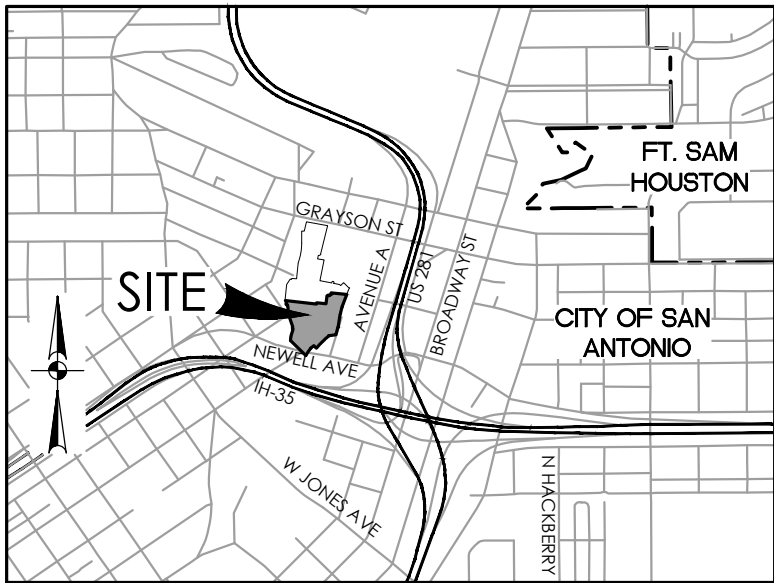 FT. SAM
HOUSTON
GRAYSON ST
AVENUE A
US 281
BROADWAY ST
SITE
CITY OF SAN
ANTONIO
NEWELL AVE
IH-35
W JONES AVE
N HACKBERRY